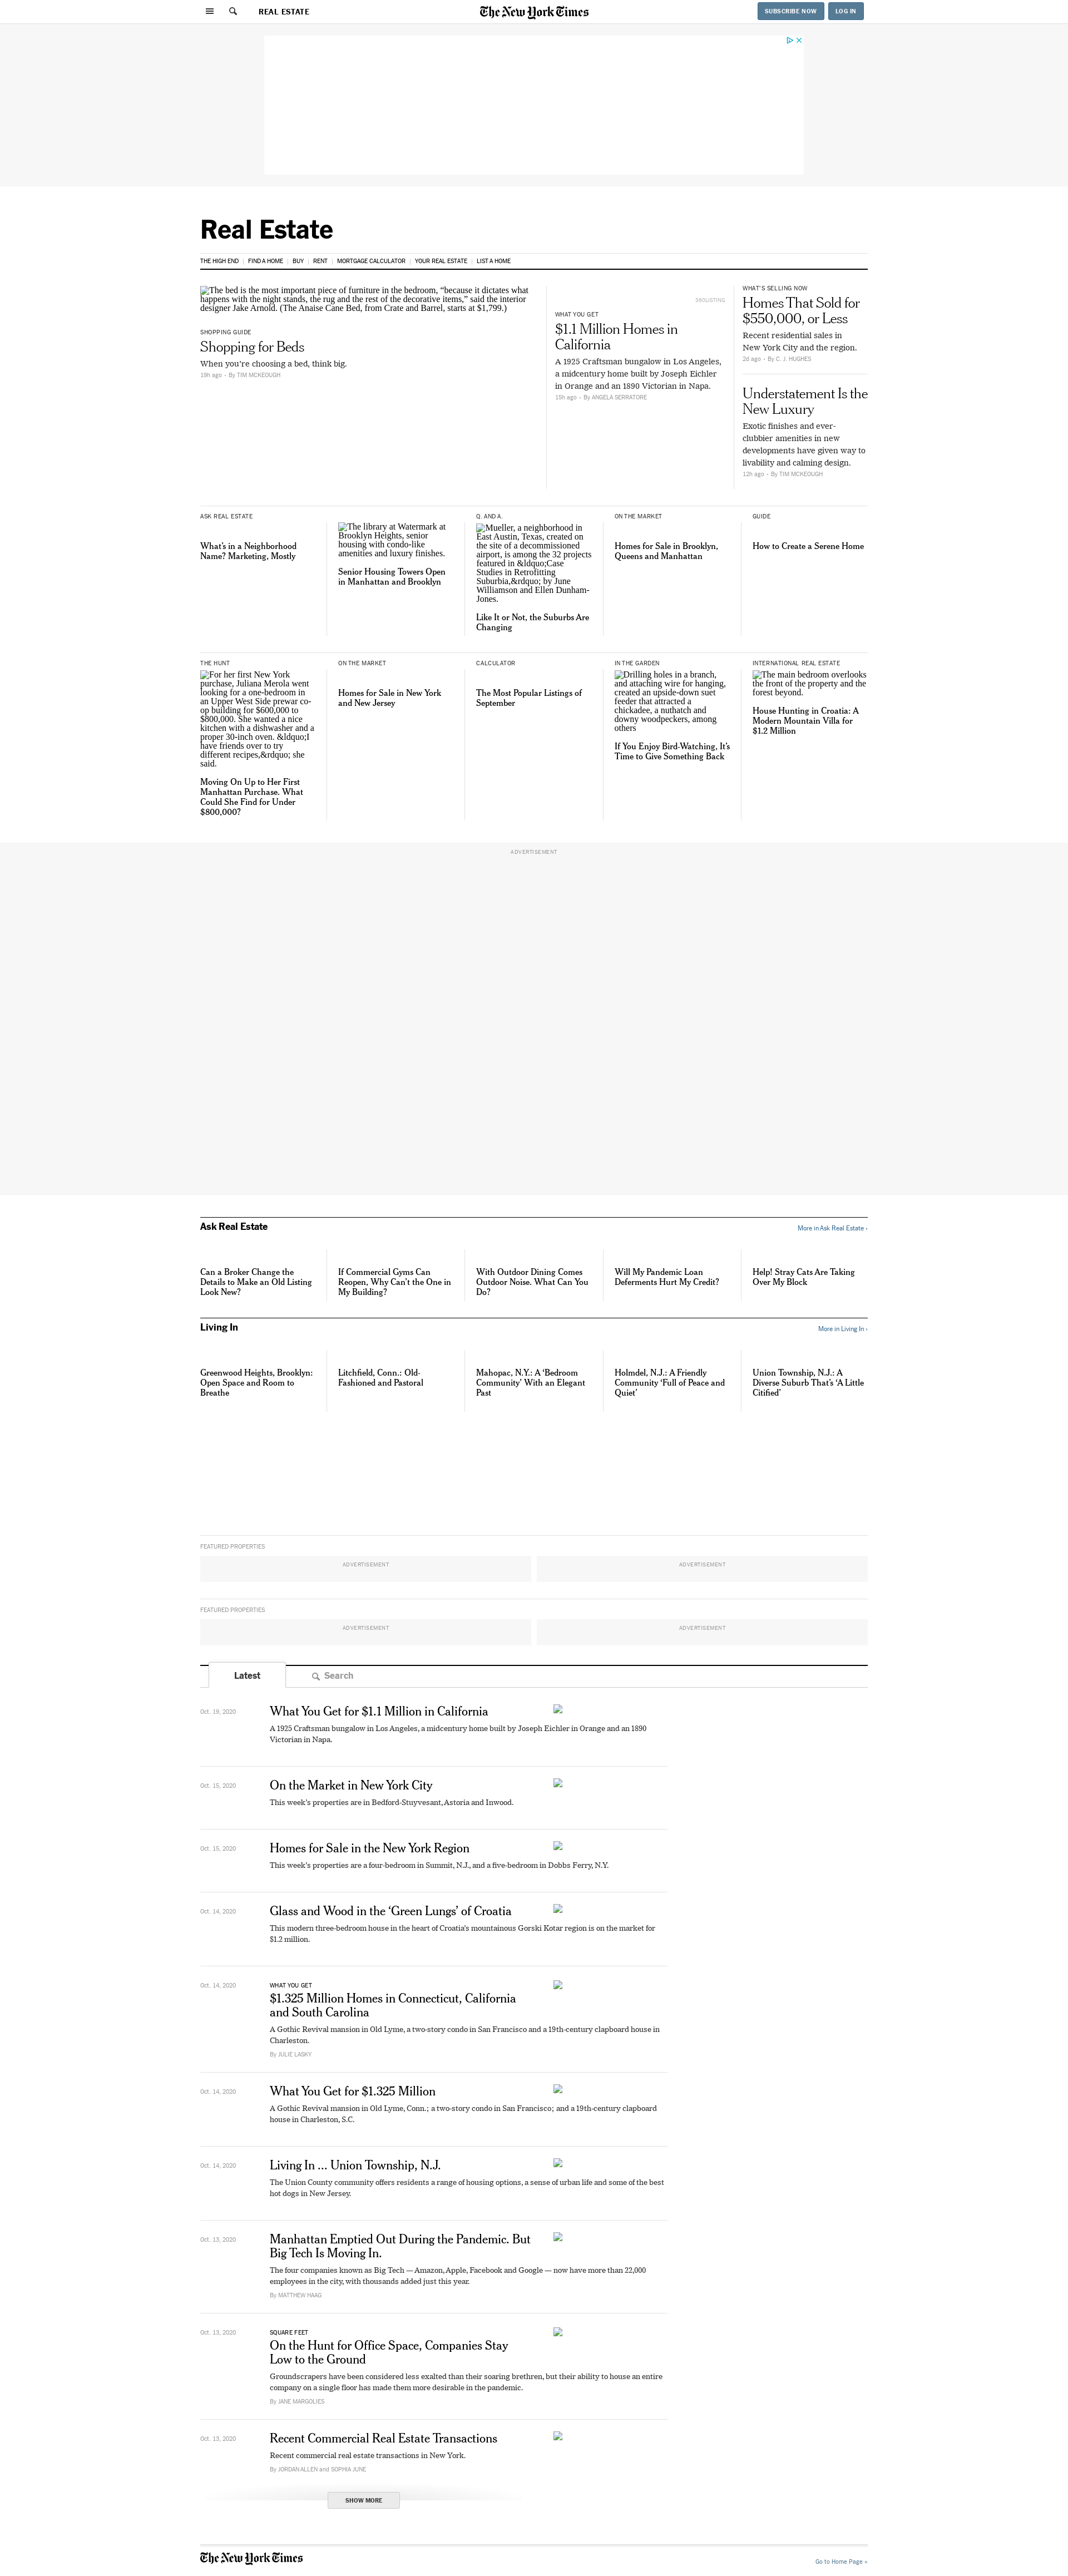 REAL ESTATE
The New York Times
SUBSCRIBE NOW
LOG IN
Real Estate
THE HIGH END | FIND A HOME | BUY | RENT | MORTGAGE CALCULATOR | YOUR REAL ESTATE | LIST A HOME
The bed is the most important piece of furniture in the bedroom, “because it dictates what
happens with the night stands, the rug and the rest of the decorative items,” said the interior
designer Jake Arnold. (The Anaise Cane Bed, from Crate and Barrel, starts at $1,799.)
SHOPPING GUIDE
Shopping for Beds
When you’re choosing a bed, think big.
19h ago • By TIM MCKEOUGH
390LISTING
WHAT YOU GET
$1.1 Million Homes in
California
A 1925 Craftsman bungalow in Los Angeles,
a midcentury home built by Joseph Eichler
in Orange and an 1890 Victorian in Napa.
15h ago • By ANGELA SERRATORE
WHAT’S SELLING NOW
Homes That Sold for
$550,000, or Less
Recent residential sales in
New York City and the region.
2d ago • By C. J. HUGHES
Understatement Is the
New Luxury
Exotic finishes and ever-
clubbier amenities in new
developments have given way to
livability and calming design.
12h ago • By TIM MCKEOUGH
ASK REAL ESTATE
What’s in a Neighborhood
Name? Marketing, Mostly
The library at Watermark at
Brooklyn Heights, senior
housing with condo-like
amenities and luxury finishes.
Senior Housing Towers Open
in Manhattan and Brooklyn
Q. AND A.
Mueller, a neighborhood in
East Austin, Texas, created on
the site of a decommissioned
airport, is among the 32 projects
featured in &ldquo;Case
Studies in Retrofitting
Suburbia,&rdquo; by June
Williamson and Ellen Dunham-
Jones.
Like It or Not, the Suburbs Are
Changing
ON THE MARKET
Homes for Sale in Brooklyn,
Queens and Manhattan
GUIDE
How to Create a Serene Home
THE HUNT
For her first New York
purchase, Juliana Merola went
looking for a one-bedroom in
an Upper West Side prewar co-
op building for $600,000 to
$800,000. She wanted a nice
kitchen with a dishwasher and a
proper 30-inch oven. &ldquo;I
have friends over to try
different recipes,&rdquo; she
said.
Moving On Up to Her First
Manhattan Purchase. What
Could She Find for Under
$800,000?
ON THE MARKET
Homes for Sale in New York
and New Jersey
CALCULATOR
The Most Popular Listings of
September
IN THE GARDEN
Drilling holes in a branch,
and attaching wire for hanging,
created an upside-down suet
feeder that attracted a
chickadee, a nuthatch and
downy woodpeckers, among
others
If You Enjoy Bird-Watching, It’s
Time to Give Something Back
INTERNATIONAL REAL ESTATE
The main bedroom overlooks
the front of the property and the
forest beyond.
House Hunting in Croatia: A
Modern Mountain Villa for
$1.2 Million
ADVERTISEMENT
Ask Real Estate
More in Ask Real Estate ›
Can a Broker Change the
Details to Make an Old Listing
Look New?
If Commercial Gyms Can
Reopen, Why Can’t the One in
My Building?
With Outdoor Dining Comes
Outdoor Noise. What Can You
Do?
Will My Pandemic Loan
Deferments Hurt My Credit?
Help! Stray Cats Are Taking
Over My Block
Living In
More in Living In ›
Greenwood Heights, Brooklyn:
Open Space and Room to
Breathe
Litchfield, Conn.: Old-
Fashioned and Pastoral
Mahopac, N.Y.: A ‘Bedroom
Community’ With an Elegant
Past
Holmdel, N.J.: A Friendly
Community ‘Full of Peace and
Quiet’
Union Township, N.J.: A
Diverse Suburb That’s ‘A Little
Citified’
FEATURED PROPERTIES
ADVERTISEMENT
ADVERTISEMENT
FEATURED PROPERTIES
ADVERTISEMENT
ADVERTISEMENT
Latest
Search
Oct. 19, 2020
What You Get for $1.1 Million in California
A 1925 Craftsman bungalow in Los Angeles, a midcentury home built by Joseph Eichler in Orange and an 1890
Victorian in Napa.
Oct. 15, 2020
On the Market in New York City
This week’s properties are in Bedford-Stuyvesant, Astoria and Inwood.
Oct. 15, 2020
Homes for Sale in the New York Region
This week’s properties are a four-bedroom in Summit, N.J., and a five-bedroom in Dobbs Ferry, N.Y.
Oct. 14, 2020
Glass and Wood in the ‘Green Lungs’ of Croatia
This modern three-bedroom house in the heart of Croatia’s mountainous Gorski Kotar region is on the market for
$1.2 million.
Oct. 14, 2020
WHAT YOU GET
$1.325 Million Homes in Connecticut, California
and South Carolina
A Gothic Revival mansion in Old Lyme, a two-story condo in San Francisco and a 19th-century clapboard house in
Charleston.
By JULIE LASKY
Oct. 14, 2020
What You Get for $1.325 Million
A Gothic Revival mansion in Old Lyme, Conn.; a two-story condo in San Francisco; and a 19th-century clapboard
house in Charleston, S.C.
Oct. 14, 2020
Living In ... Union Township, N.J.
The Union County community offers residents a range of housing options, a sense of urban life and some of the best
hot dogs in New Jersey.
Oct. 13, 2020
Manhattan Emptied Out During the Pandemic. But
Big Tech Is Moving In.
The four companies known as Big Tech — Amazon, Apple, Facebook and Google — now have more than 22,000
employees in the city, with thousands added just this year.
By MATTHEW HAAG
Oct. 13, 2020
SQUARE FEET
On the Hunt for Office Space, Companies Stay
Low to the Ground
Groundscrapers have been considered less exalted than their soaring brethren, but their ability to house an entire
company on a single floor has made them more desirable in the pandemic.
By JANE MARGOLIES
Oct. 13, 2020
Recent Commercial Real Estate Transactions
Recent commercial real estate transactions in New York.
By JORDAN ALLEN and SOPHIA JUNE
SHOW MORE
The New York Times
Go to Home Page »